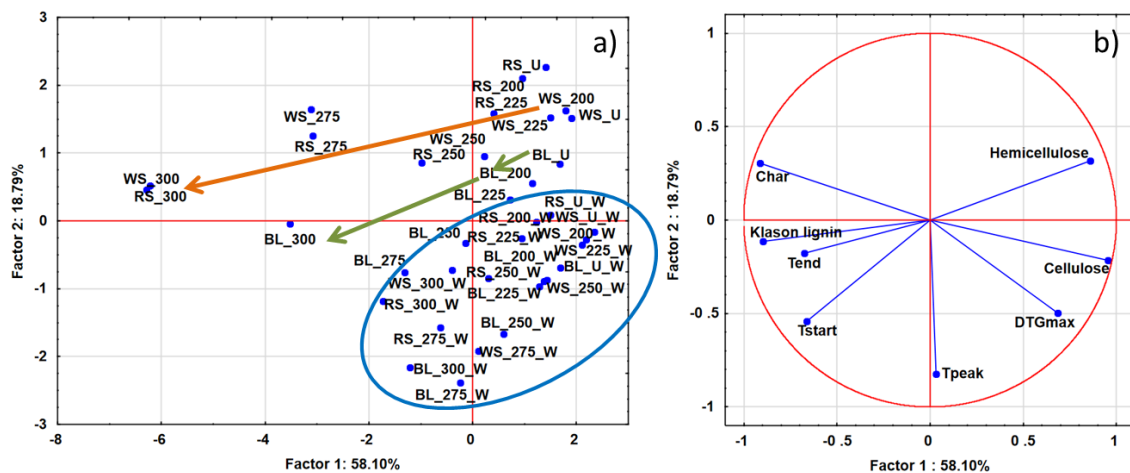 a)
3
2
1
0
-1
-2
-3
-8
-6
-4
-2
0
2
Factor 1: 58.10%
Factor 2: 18.79%
RS_U
RS_200
RS_225
WS_200
WS_U
WS_225
WS_275
RS_275
WS_250
RS_250
BL_U
BL_200
WS_300
RS_300
BL_225
BL_300
RS_U_W
RS_200_W
WS_U_W
BL_250
RS_225_W
WS_200_W
BL_200_W
WS_225_W
BL_275
RS_250_W
BL_U_W
WS_300_W
BL_225_W
WS_250_W
RS_300_W
BL_250_W
RS_275_W
WS_275_W
BL_300_W
BL_275_W
b)
1
0.5
0
-0.5
-1
-1
-0.5
0
0.5
1
Factor 1 : 58.10%
Factor 2 : 18.79%
Hemicellulose
Char
Klason lignin
Tend
Cellulose
Tstart
DTGmax
Tpeak